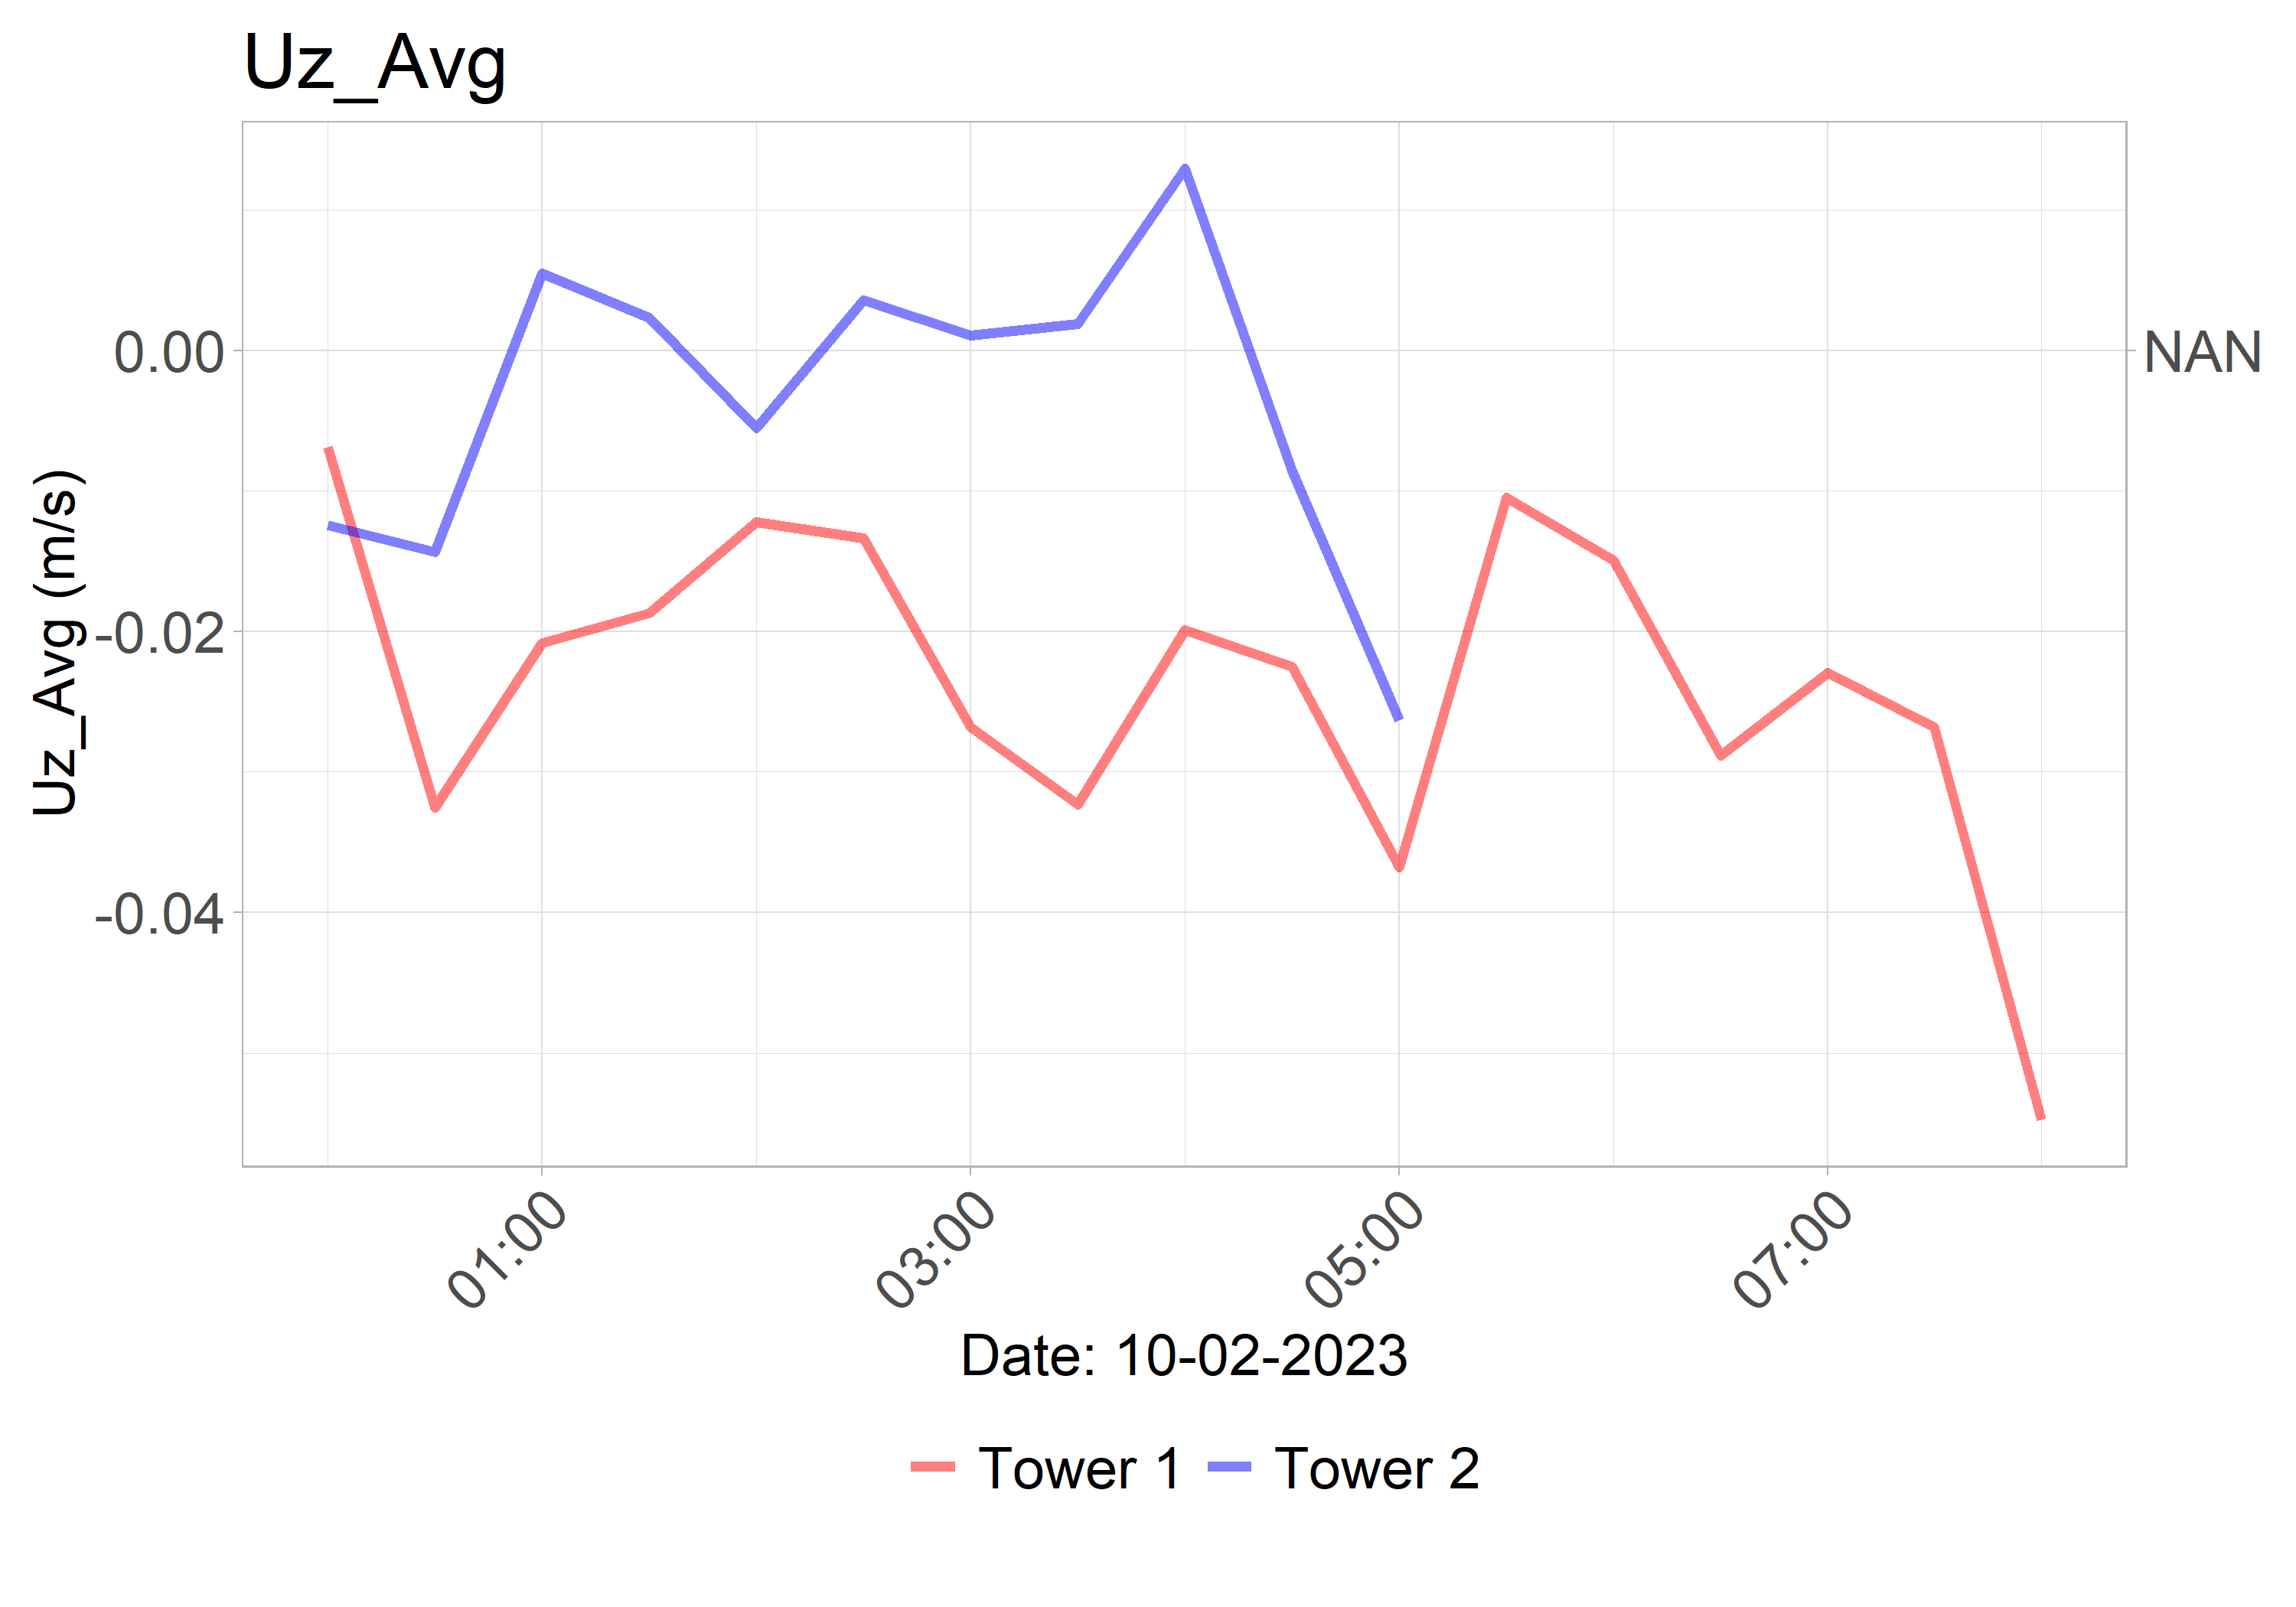 Uz_Avg
Uz_Avg (m/s)
0.00
-0.02
-0.04
NAN
01:00
03:00
05:00
07:00
Date: 10-02-2023
Tower 1
Tower 2